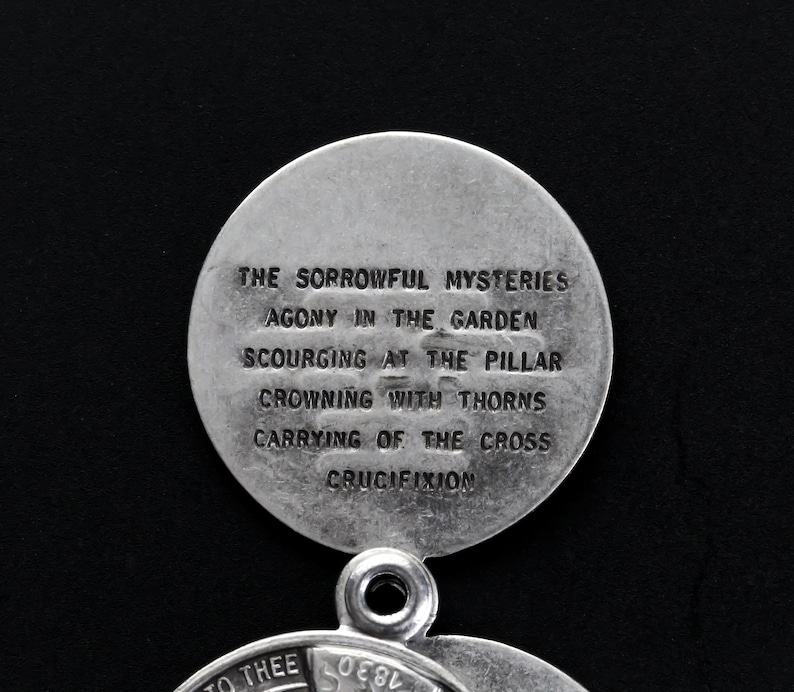 THE SORROWFUL MYSTERIES
AGONY IN THE GARDEN
SCOURGING AT THE PILLAR
CROWNING WITH THORNS
CARRYING OF THE CROSS
CRUCIFIXION
TO THEE
1830